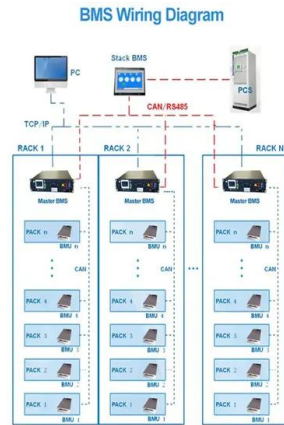 BMS Wiring Diagram
Stack BMS
PC
PCS
CAN/RS485
TCP/IP
RACK 1
RACK 2
RACK N
Master BMS
Master BMS
Master BMS
PACK n
PACK n
PACK n
BMU n
BMU n
BMU n
CAN
CAN
CAN
PACK 4
PACK 4
PACK 4
BMU 4
BMU 4
BMU 4
PACK 3
PACK 3
PACK 3
BMU 3
BMU 3
BMU 3
PACK 2
PACK 2
PACK 2
BMU 2
BMU 2
BMU 2
PACK 1
PACK 1
PACK 1
BMU 1
BMU 1
BMU 1